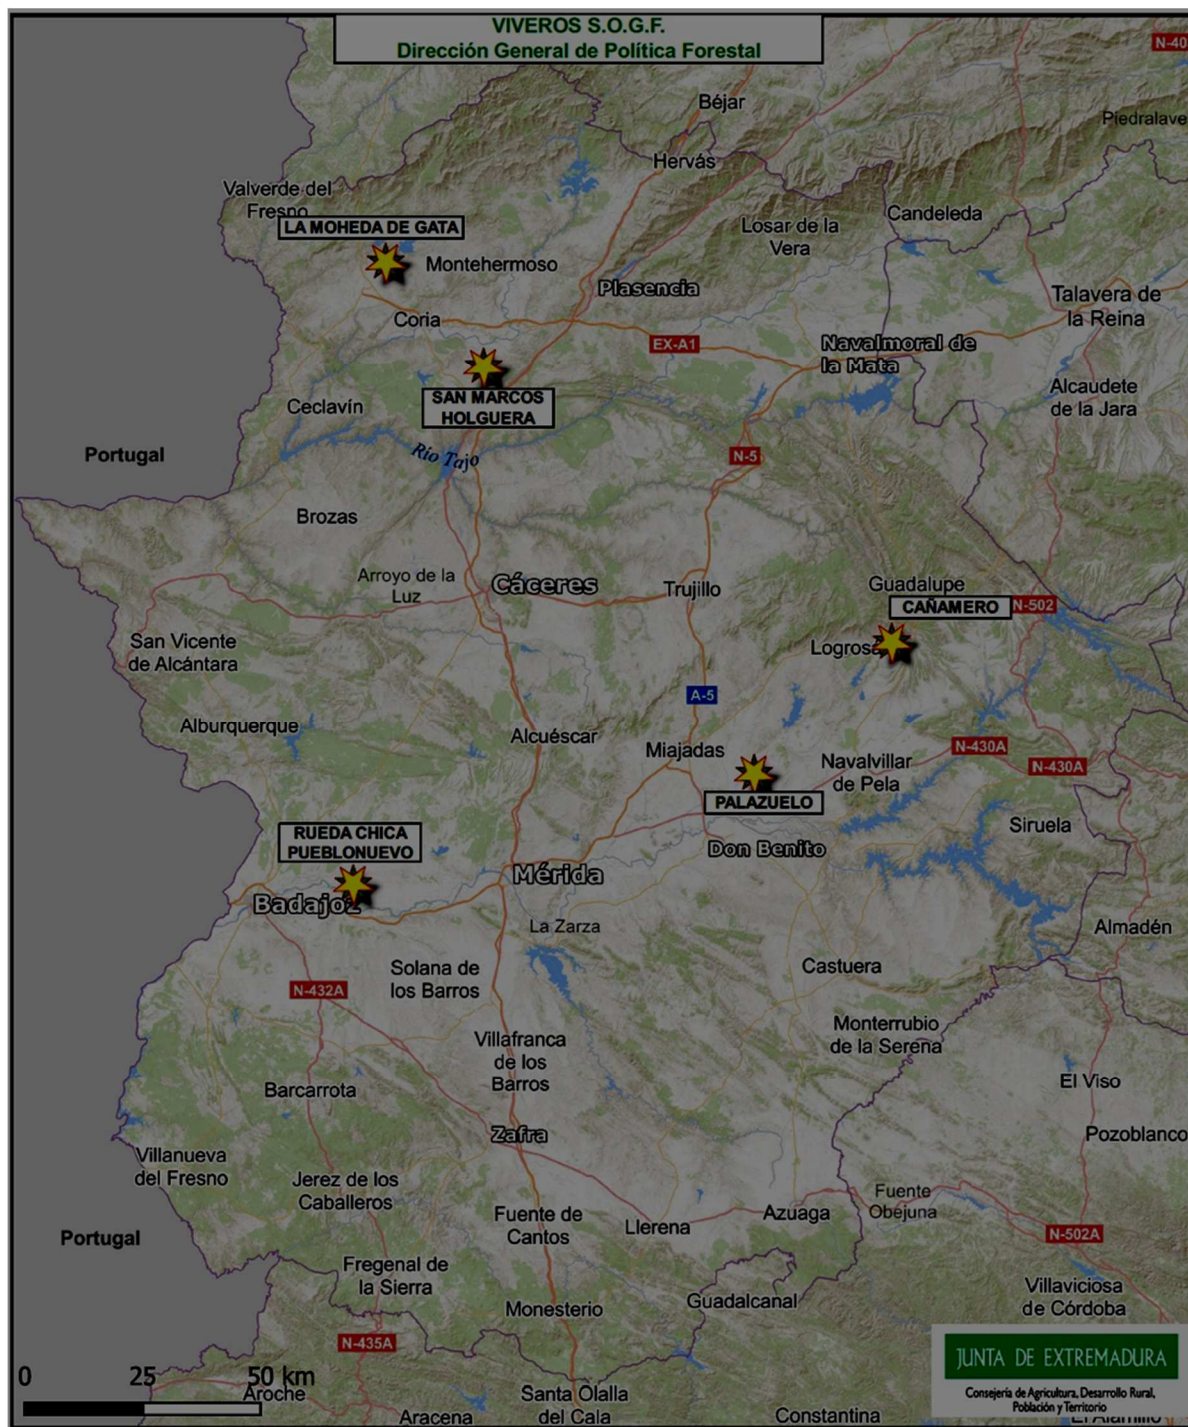 VIVEROS S.O.G.F.
Dirección General de Política Forestal
N-40
Béjar
Piedralave
Hervás
Valverde del
Fresno
Candeleda
LA MOHEDA DE GATA
Losar de la
Vera
Montehermoso
Plasencia
Talavera de
la Reina
Coria
EX-A1
Navalmoral de
la Mata
SAN MARCOS
HOLGUERA
Ceclavín
Alcaudete
de la Jara
Portugal
Río Tajo
N-5
Brozas
Arroyo de la
Luz
Cáceres
Trujillo
Guadalupe
CAÑAMERO
N-502
San Vicente
de Alcántara
Logrosá
A-5
Alburquerque
Alcuéscar
Miajadas
N-430A
Navalvillar
de Pela
N-430A
PALAZUELO
RUEDA CHICA
PUEBLONUEVO
Siruela
Don Benito
Mérida
Badajoz
La Zarza
Almadén
Solana de
los Barros
Castuera
N-432A
Monterrubio
de la Serena
Villafranca
de los
Barros
El Viso
Barcarrota
Zafra
Pozoblanco
Villanueva
del Fresno
Jerez de los
Caballeros
Fuente
Obejuna
Portugal
Fuente de
Cantos
Llerena
Azuaga
N-502A
Fregenal de
la Sierra
Monesterio
Guadalcanal
Villaviciosa
de Córdoba
N-435A
JUNTA DE EXTREMADURA
0 25 50 km
Aroche
Consejería de Agricultura, Desarrollo Rural,
Población y Territorio
Aracena
Santa Olalla
del Cala
Constantina